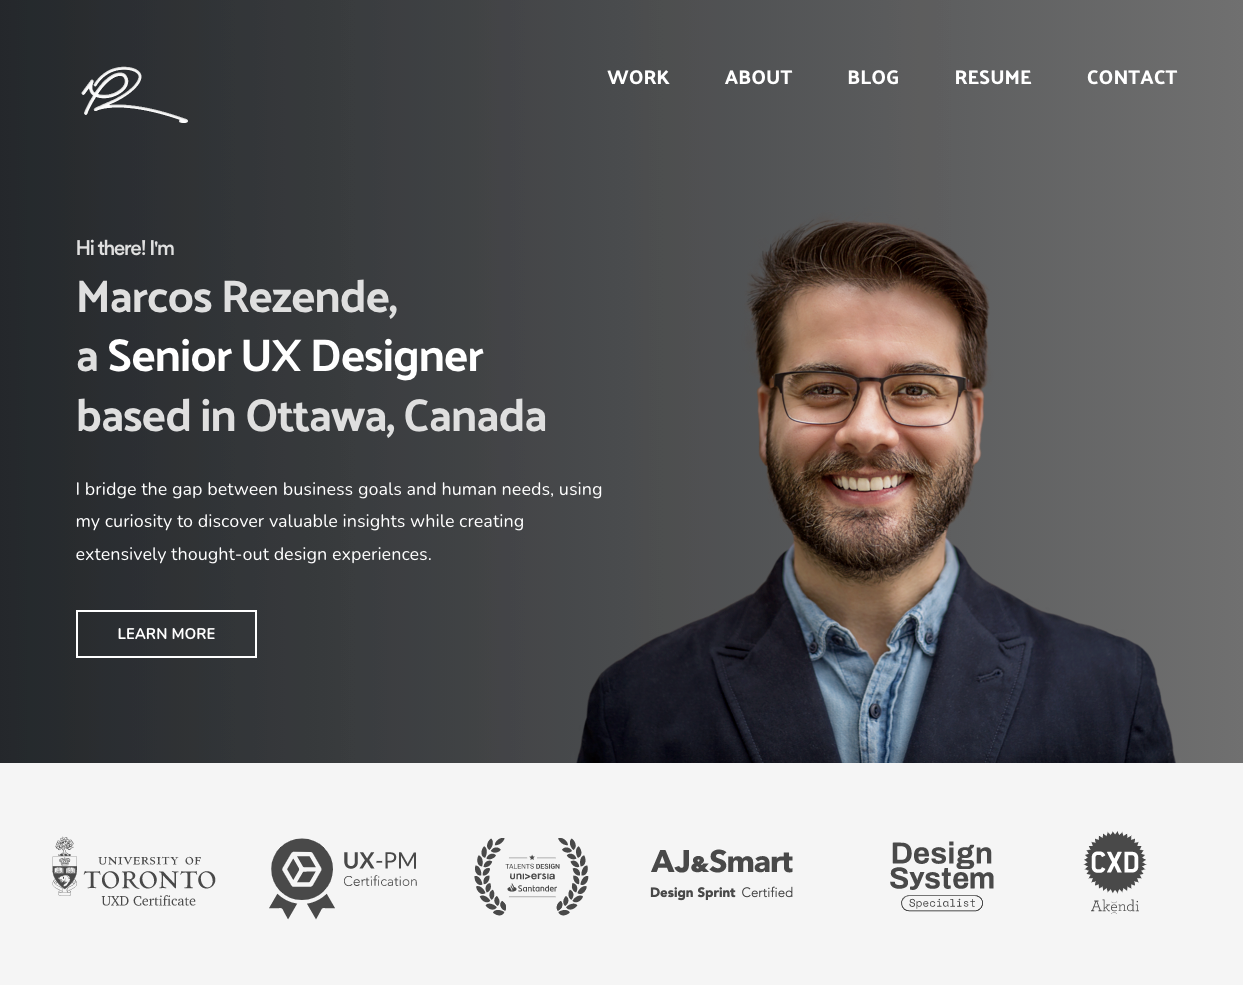 WORK ABOUT BLOG RESUME CONTACT
Hi there! I'm
Marcos Rezende,
a Senior UX Designer
based in Ottawa, Canada
I bridge the gap between business goals and human needs, using
my curiosity to discover valuable insights while creating
extensively thought-out design experiences.
LEARN MORE
UNIVERSITY OF
TORONTO
UXD Certificate
UX-PM
Certification
TALENTS DESIGN
universia
Santander
AJ&Smart
Design Sprint Certified
Design
System
Specialist
CXD
Akendi